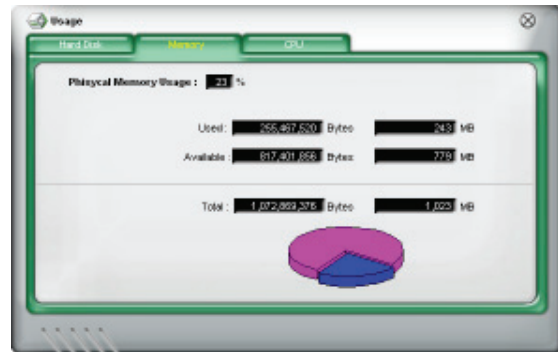 Usage
Hard Disk Memory CPU
Phisycal Memory Usage : 23 %
Used : 255,467,520 Bytes 243 MB
Available : 817,401,856 Bytes 779 MB
Total : 1,072,869,376 Bytes 1,023 MB